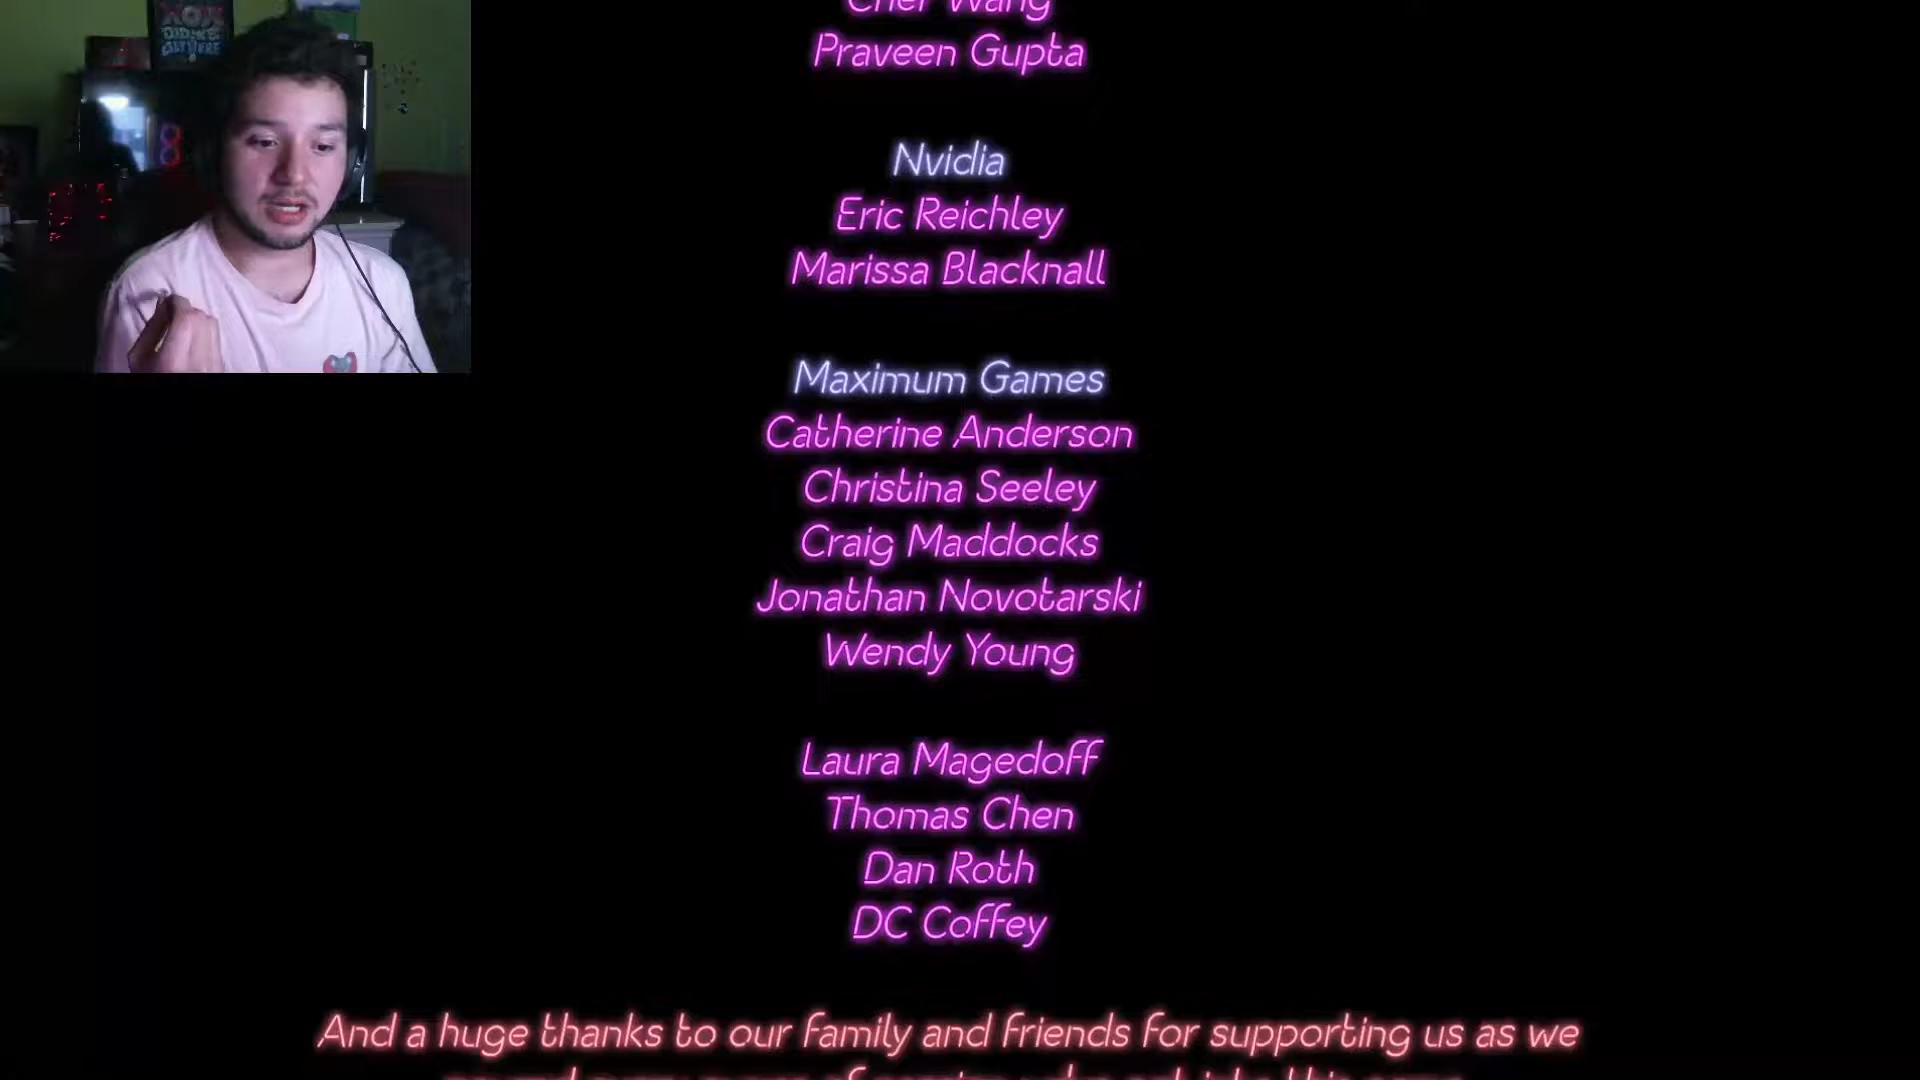 Cher Wang
Praveen Gupta
Nvidia
Eric Reichley
Marissa Blacknall
Maximum Games
Catherine Anderson
Christina Seeley
Craig Maddocks
Jonathan Novotarski
Wendy Young
Laura Magedoff
Thomas Chen
Dan Roth
DC Coffey
And a huge thanks to our family and friends for supporting us as we